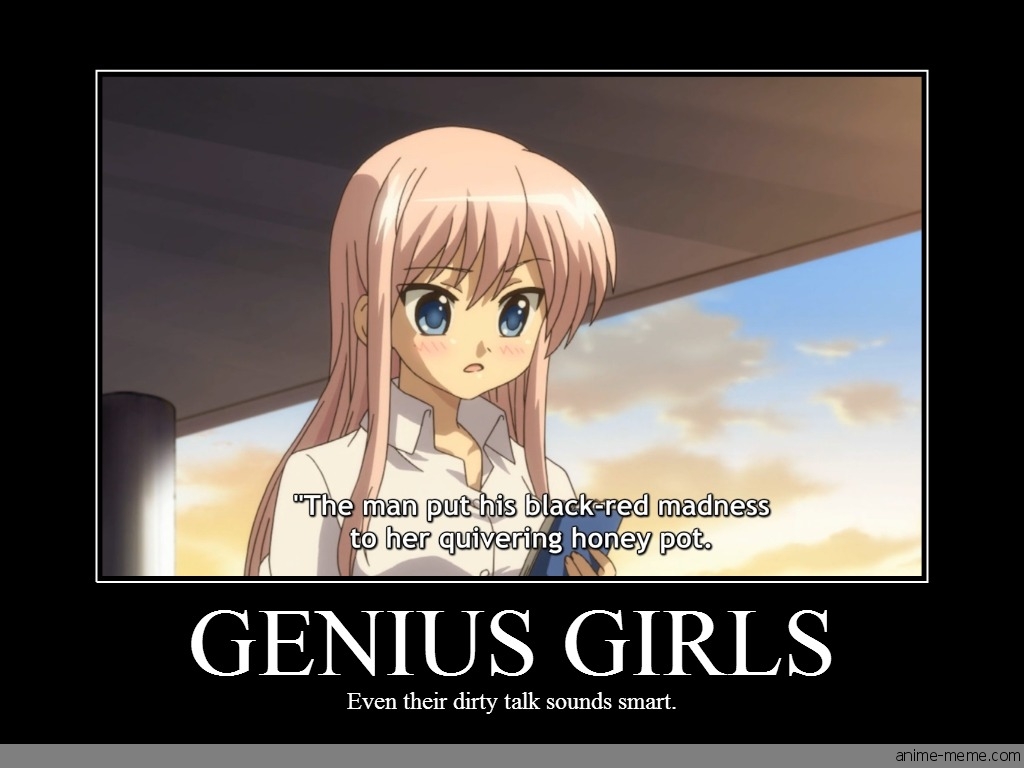 "The man put his black-red madness
to her quivering honey pot.
GENIUS GIRLS
Even their dirty talk sounds smart.
anime-meme.com